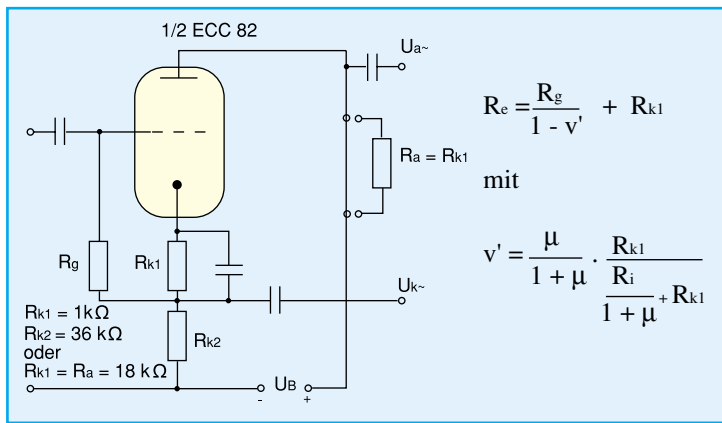 1/2 ECC 82
Ua~
Ra = Rk1
Rg
Rk1
Uk~
Rk1 = 1kΩ
Rk2 = 36 kΩ
oder
Rk1 = Ra = 18 kΩ
Rk2
UB
- +
Re = Rg / 1 - v' + Rk1
mit
v' = μ / 1 + μ · Rk1 / Ri / 1 + μ + Rk1